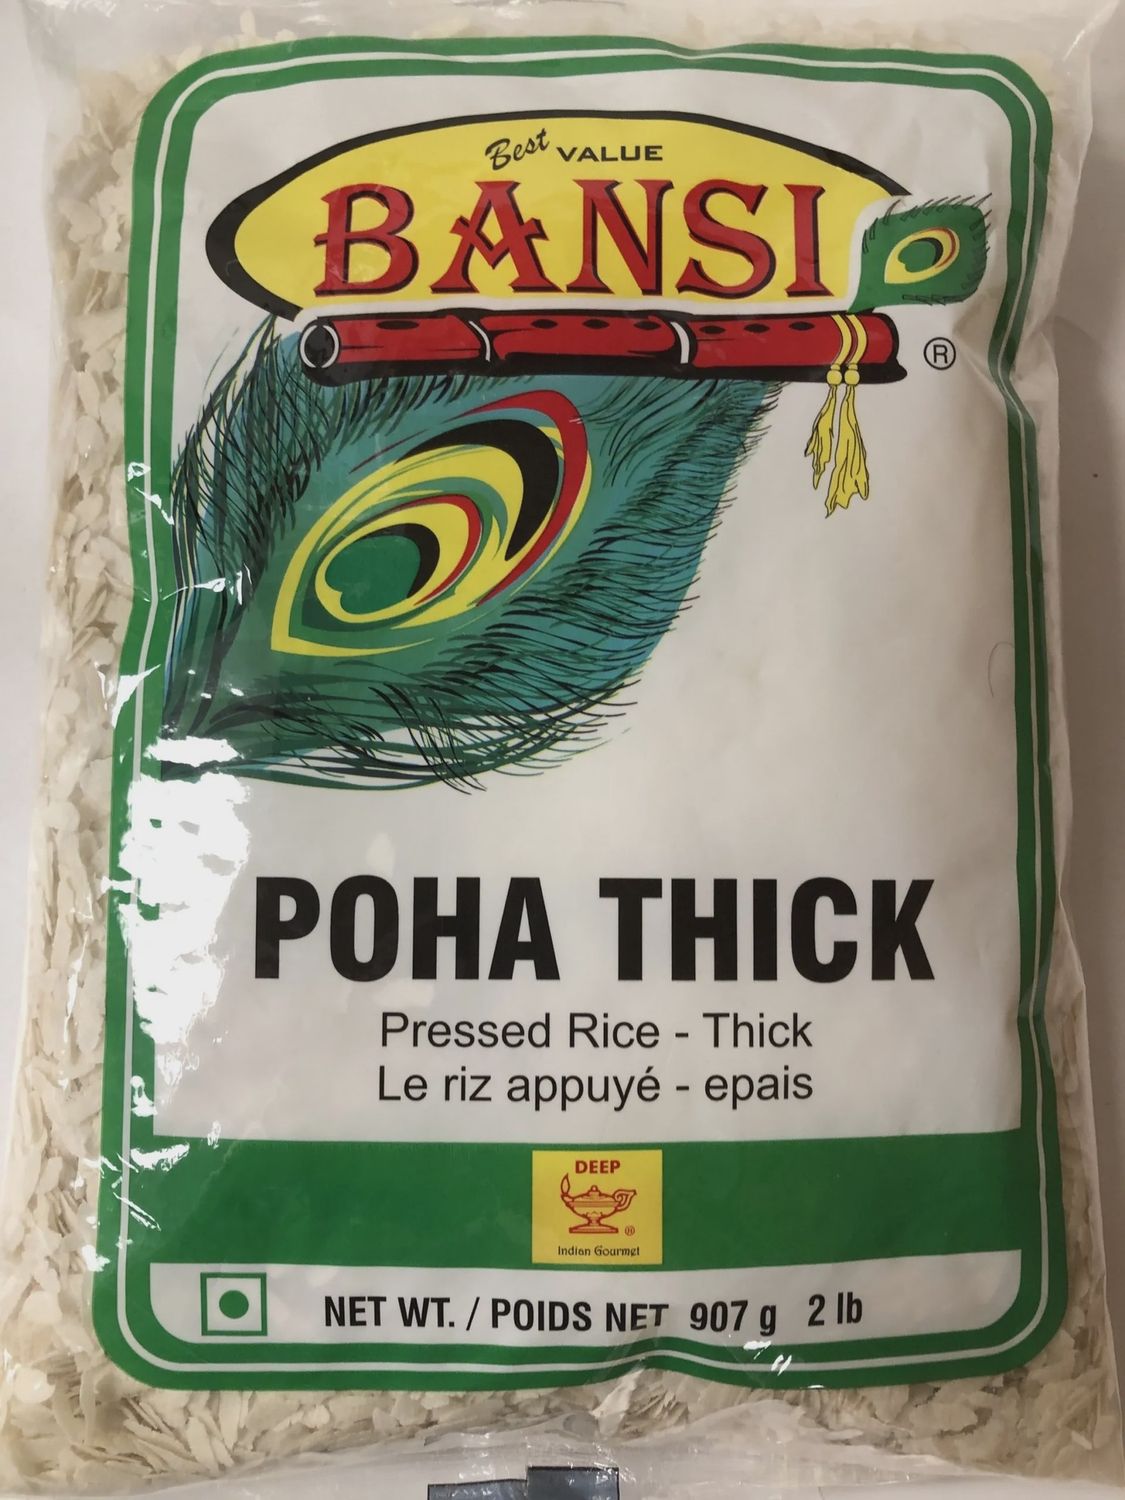 Best VALUE
BANSI
®
POHA THICK
Pressed Rice - Thick
Le riz appuyé - epais
DEEP
®
Indian Gourmet
NET WT. / POIDS NET 907 g 2 lb